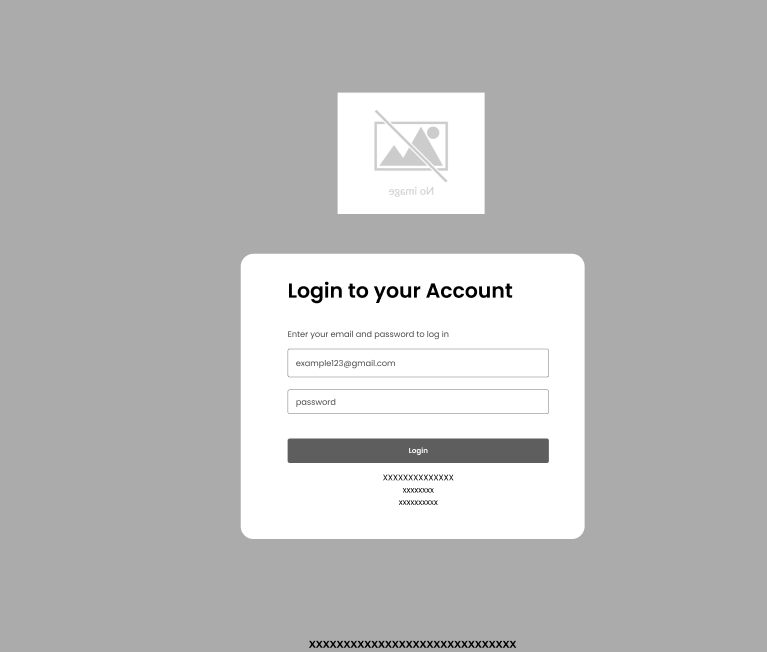 No image
Login to your Account
Enter your email and password to log in
example123@gmail.com
password
Login
XXXXXXXXXXXXXX
xxxxxxxx
xxxxxxxxxx
XXXXXXXXXXXXXXXXXXXXXXXXXXXXXX